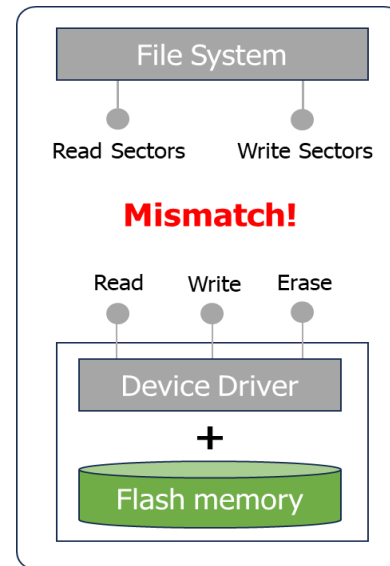 File System
Read Sectors Write Sectors
Mismatch!
Read Write Erase
Device Driver
+
Flash memory